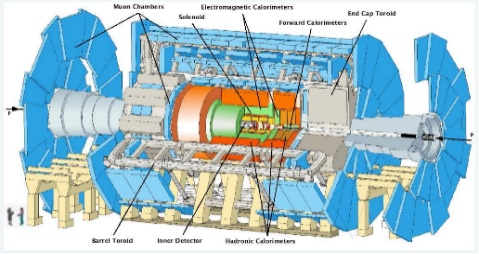 Muon Chambers
Solenoid
Electromagnetic Calorimeters
Forward Calorimeters
End Cap Toroid
P
P
Barrel Toroid
Inner Detector
Hadronic Calorimeters